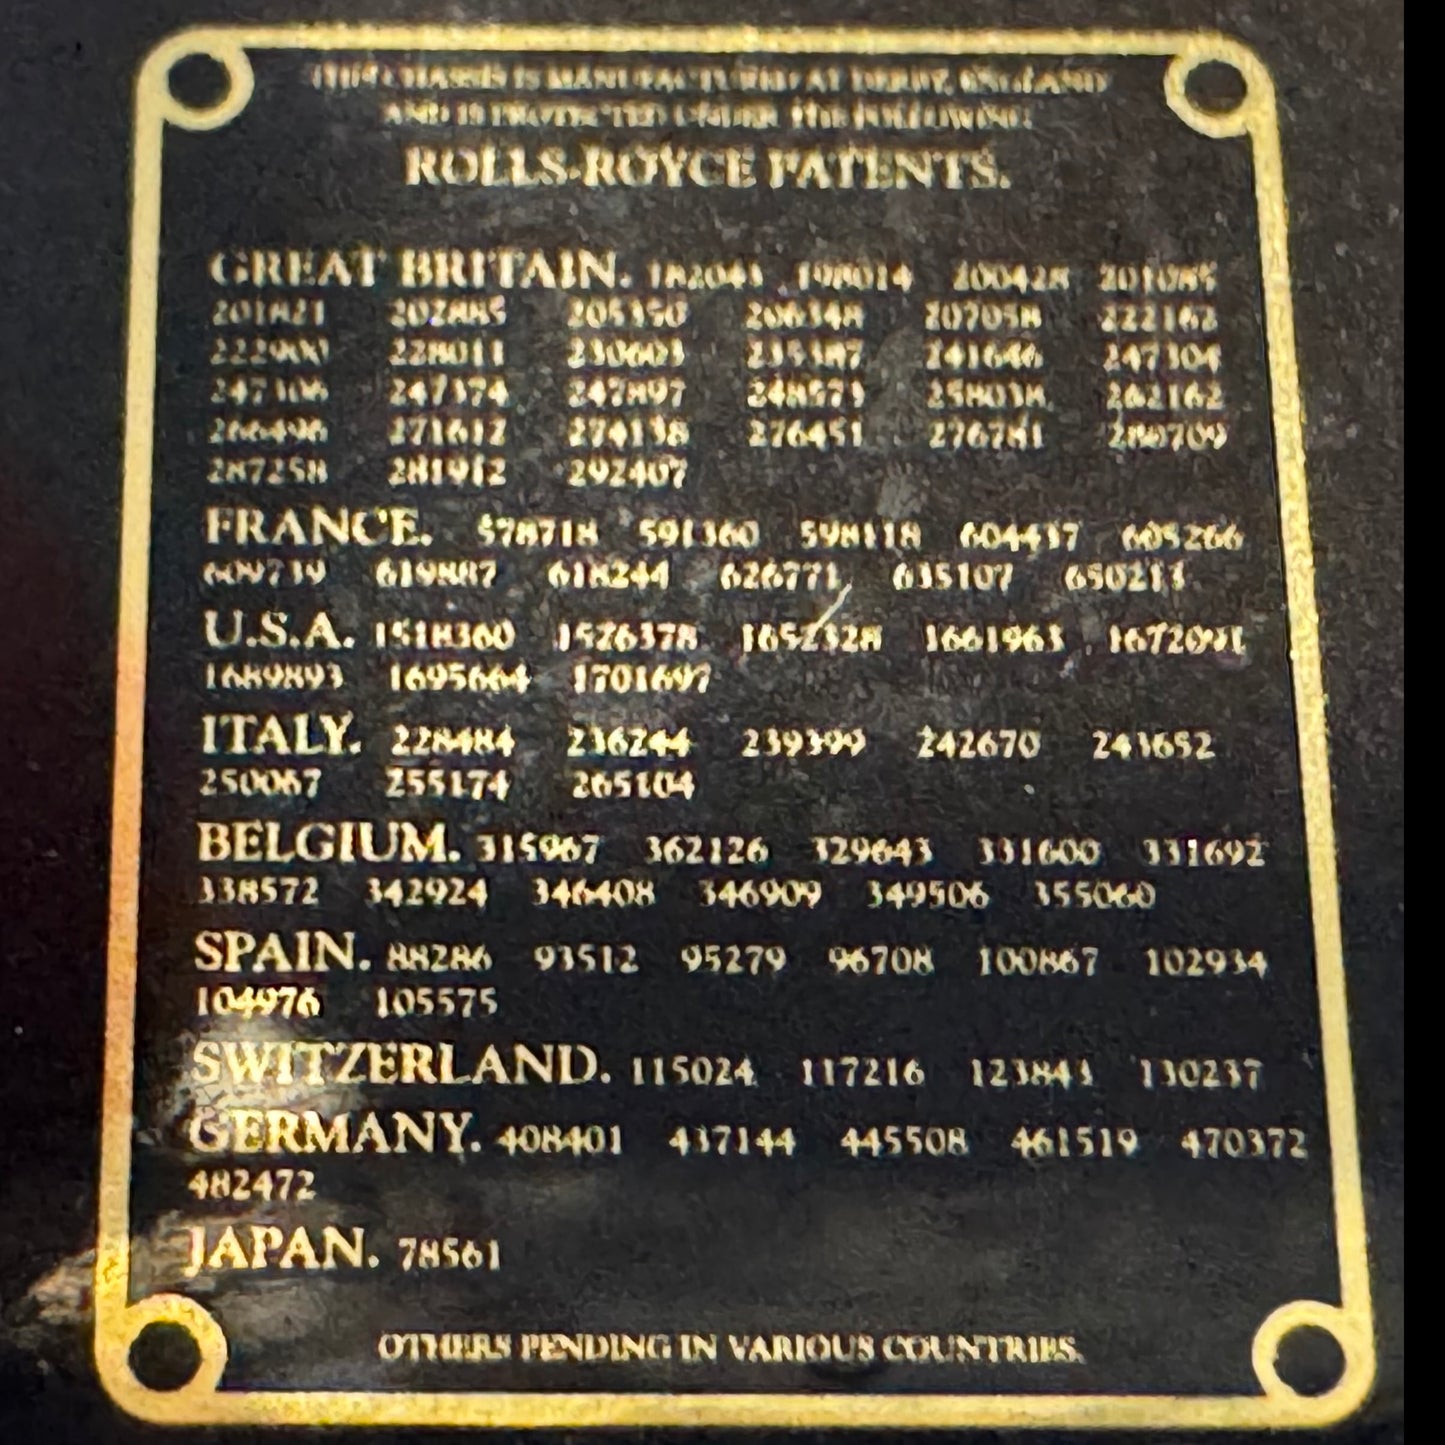 THIS CHASSIS IS MANUFACTURED AT DERBY, ENGLAND
AND IS PROTECTED UNDER THE FOLLOWING
ROLLS-ROYCE PATENTS.
GREAT BRITAIN. 182043 198014 200428 201085
201821 202885 205350 206348 207058 222162
228011 230603 235387 241646 247304
247306 247374 247897 248573 258038 262162
266496 271612 274138 276451 276781 280709
287258 281912 292407
FRANCE. 578718 591360 598118 604437 605266
609739 619887 618244 626771 635107 650213
U.S.A. 1518360 1526378 1652328 1661963
1689893 1695664 1701697
ITALY. 228484 236244 239399 242670 243652
250067 255174 265104
BELGIUM. 315967 362126 329643 331600 331692
338572 342924 346408 346909 349506 355060
SPAIN. 88286 93512 95279 96708 100867 102934
104976 105575
SWITZERLAND. 115024 117216 123843 130237
GERMANY. 408401 437144 445508 461519 470372
482472
JAPAN. 78561
OTHERS PENDING IN VARIOUS COUNTRIES.